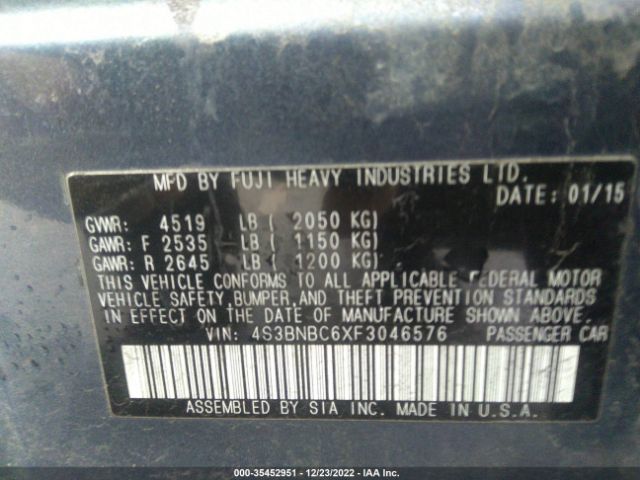 MFD BY FUJI HEAVY INDUSTRIES LTD.
DATE: 01/15
GVWR: 4519 LB ( 2050 KG)
GAWR: F 2535 LB ( 1150 KG)
GAWR: R 2645 LB ( 1200 KG)
THIS VEHICLE CONFORMS TO ALL APPLICABLE FEDERAL MOTOR
VEHICLE SAFETY, BUMPER, AND THEFT PREVENTION STANDARDS
IN EFFECT ON THE DATE OF MANUFACTURE SHOWN ABOVE.
VIN: 4S3BNBC6XF3046576 PASSENGER CAR
ASSEMBLED BY SIA INC. MADE IN U.S.A.
000-35452951 - 12/23/2022 - IAA Inc.